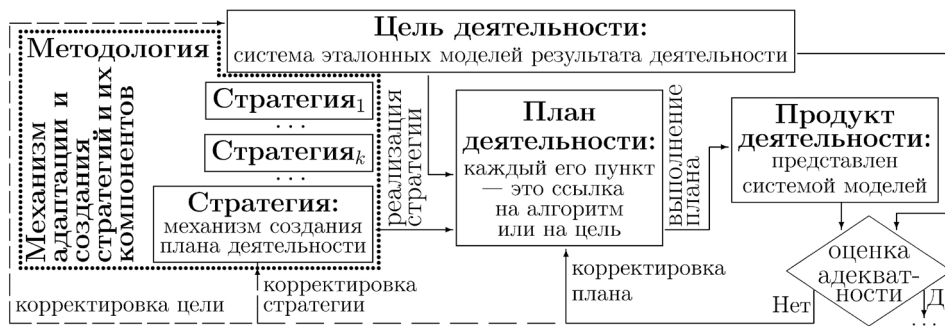 Цель деятельности:
система эталонных моделей результата деятельности
Методология
Механизм
адаптации и
создания
стратегий и их
компонентов
Стратегия₁
...
Стратегияₖ
...
Стратегия:
механизм создания
плана деятельности
реализация
стратегии
План
деятельности:
каждый его пункт
— это ссылка
на алгоритм
или на цель
выполнение
плана
Продукт
деятельности:
представлен
системой моделей
оценка
адекват-
ности
Нет
Д
....
корректировка цели
корректировка
стратегии
корректировка
плана